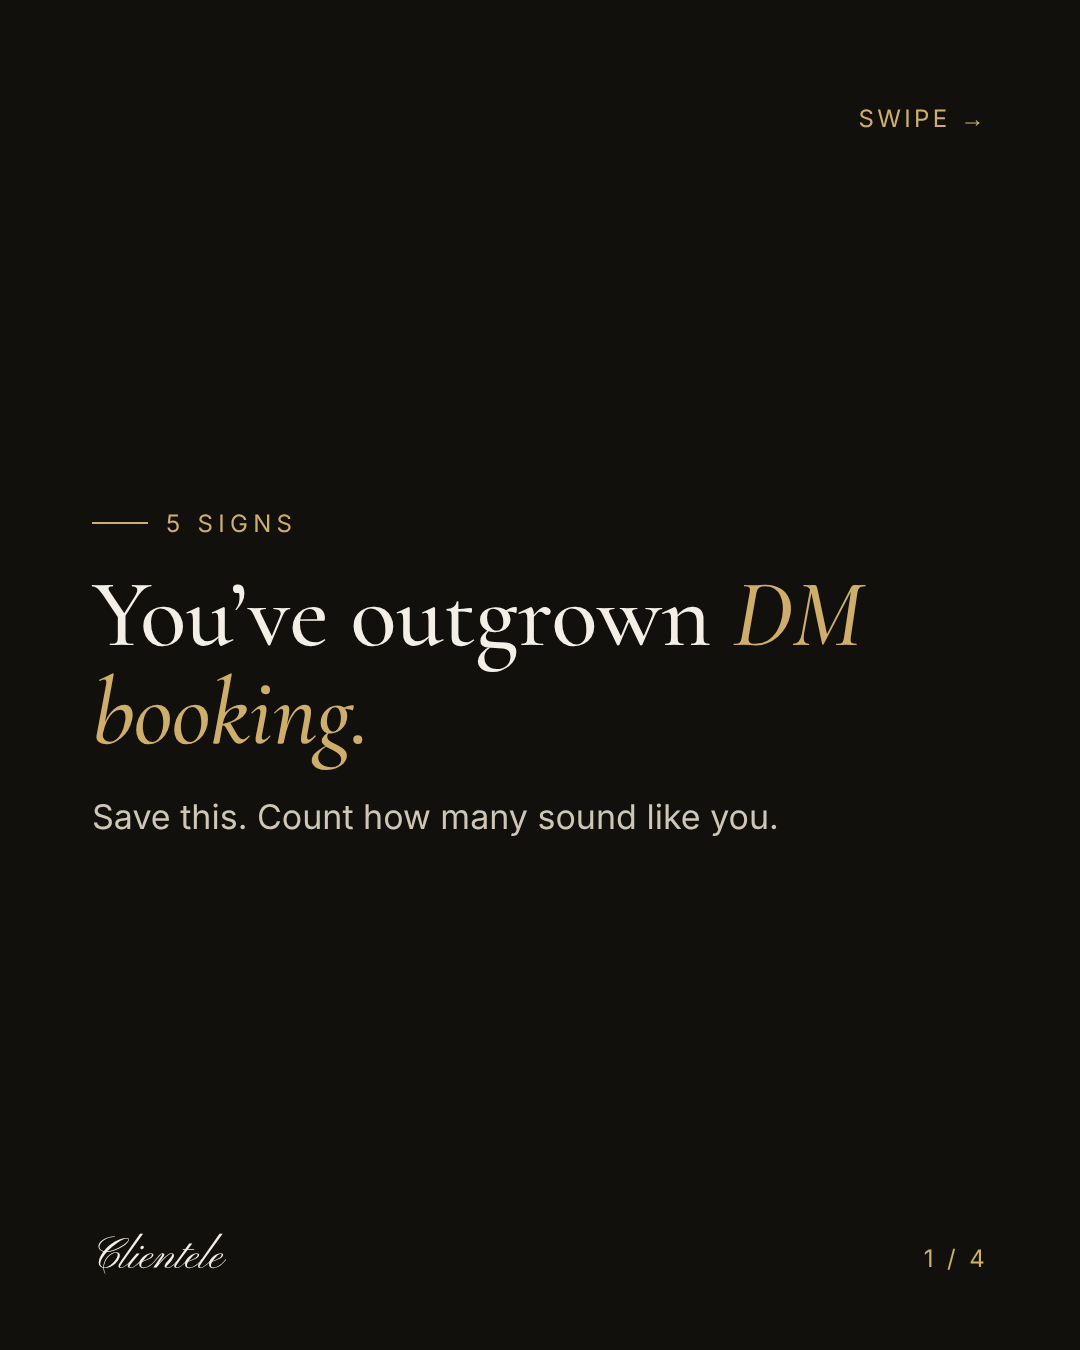 SWIPE →
5 SIGNS
You’ve outgrown DM
booking.
Save this. Count how many sound like you.
Clientele
1 / 4